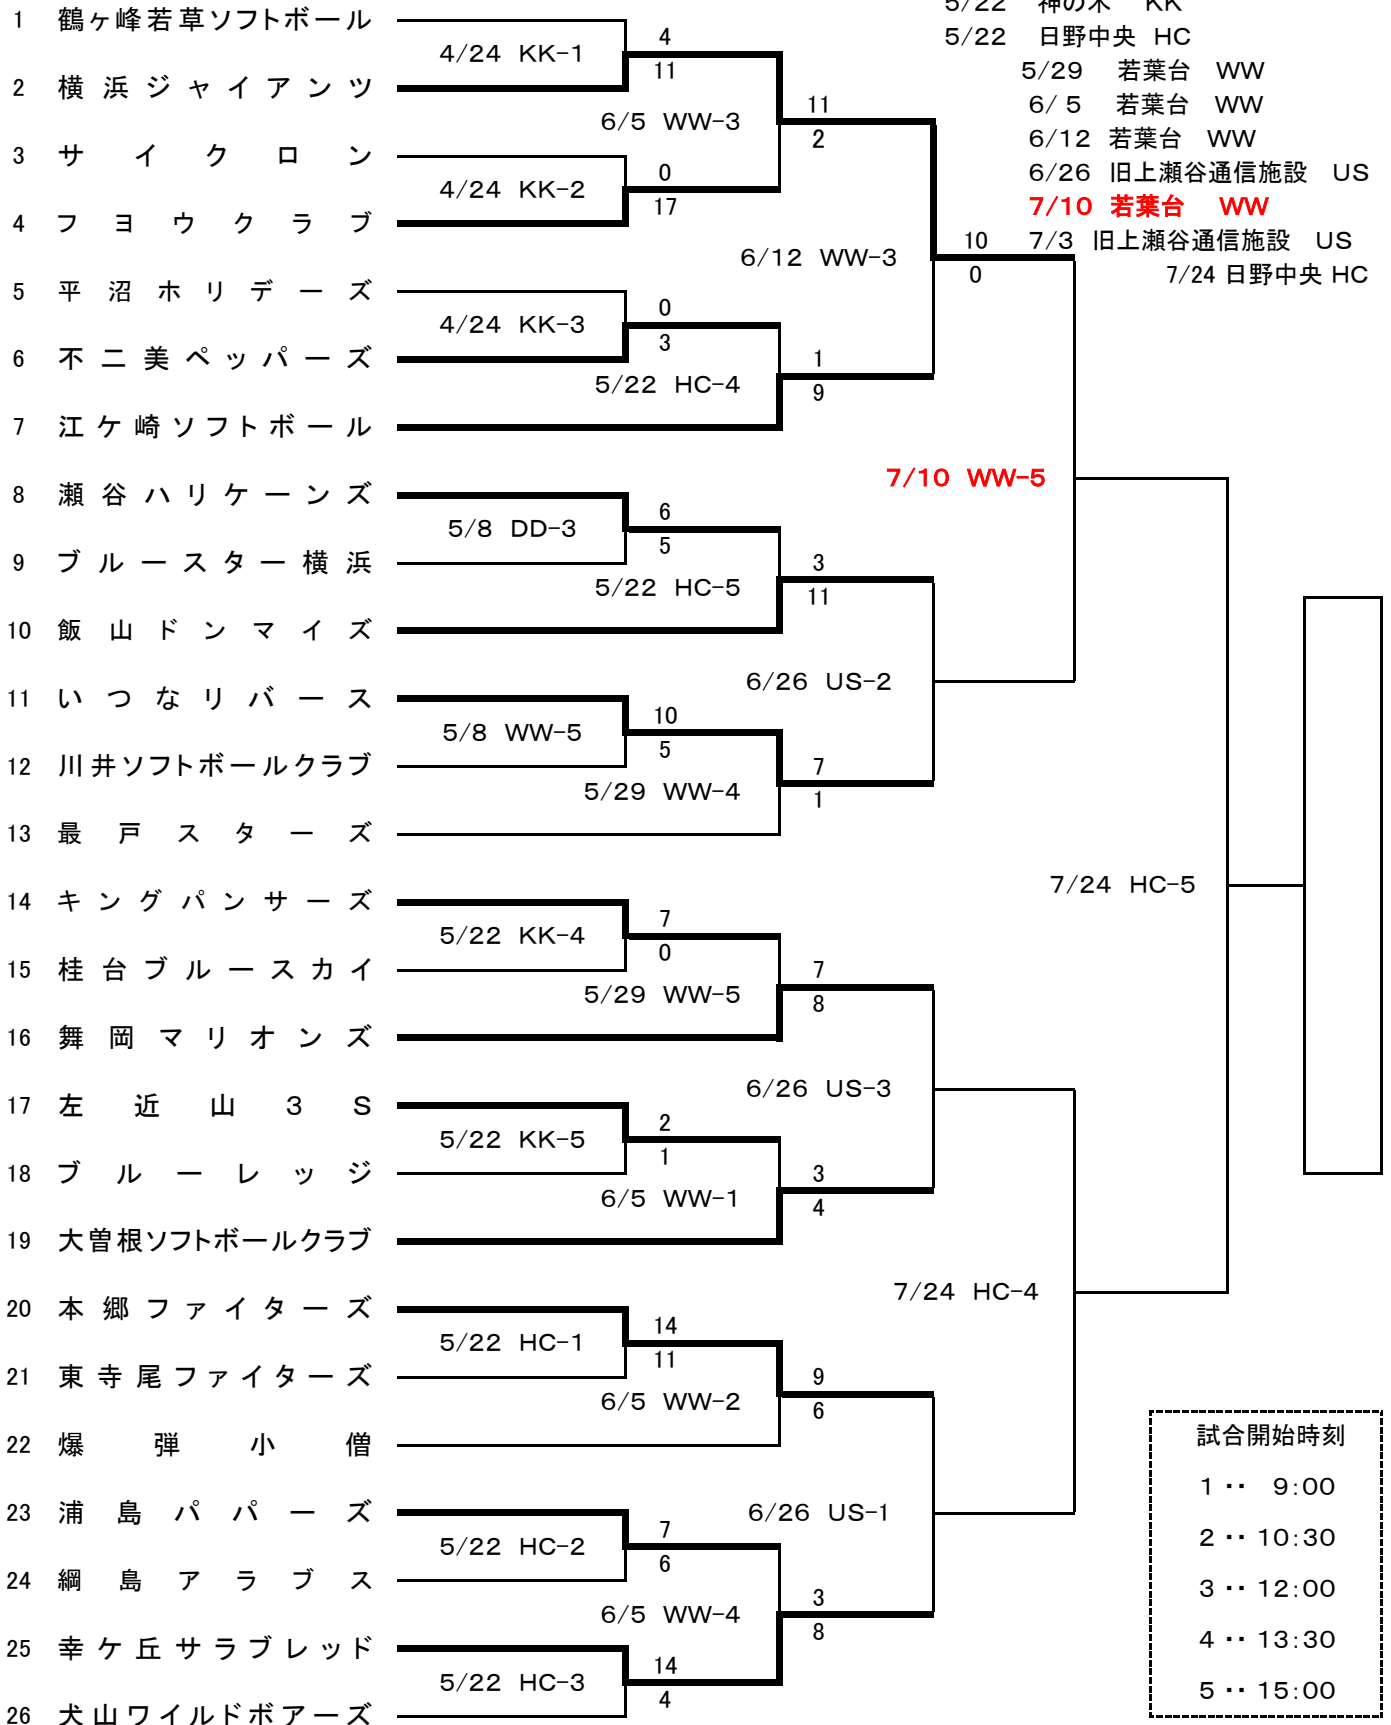 5/22 神の木 KK
5/22 日野中央 HC
5/29 若葉台 WW
6/5 若葉台 WW
6/12 若葉台 WW
6/26 旧上瀬谷通信施設 US
7/10 若葉台 WW
7/3 旧上瀬谷通信施設 US
7/24 日野中央 HC
1 鶴ヶ峰若草ソフトボール
4/24 KK-1
4
11
2 横浜ジャイアンツ
6/5 WW-3
11
2
3 サイクロン
4/24 KK-2
0
17
4 フヨウクラブ
6/12 WW-3
10
0
5 平沼ホリデーズ
4/24 KK-3
0
3
6 不二美ペッパーズ
5/22 HC-4
1
9
7 江ケ崎ソフトボール
7/10 WW-5
8 瀬谷ハリケーンズ
5/8 DD-3
6
5
9 ブルースター横浜
5/22 HC-5
3
11
10 飯山ドンマイズ
6/26 US-2
11 いつなリバース
5/8 WW-5
10
5
12 川井ソフトボールクラブ
5/29 WW-4
7
1
13 最戸スターズ
7/24 HC-5
14 キングパンサーズ
5/22 KK-4
7
0
15 桂台ブルースカイ
5/29 WW-5
7
8
16 舞岡マリオンズ
6/26 US-3
17 左近山3S
5/22 KK-5
2
1
18 ブルーレッジ
6/5 WW-1
3
4
19 大曽根ソフトボールクラブ
7/24 HC-4
20 本郷ファイターズ
5/22 HC-1
14
11
21 東寺尾ファイターズ
6/5 WW-2
9
6
22 爆弾小僧
6/26 US-1
23 浦島パパーズ
5/22 HC-2
7
6
24 綱島アラブス
6/5 WW-4
3
8
25 幸ケ丘サラブレッド
5/22 HC-3
14
4
26 犬山ワイルドボアーズ
試合開始時刻
1 ‥ 9:00
2 ‥ 10:30
3 ‥ 12:00
4 ‥ 13:30
5 ‥ 15:00